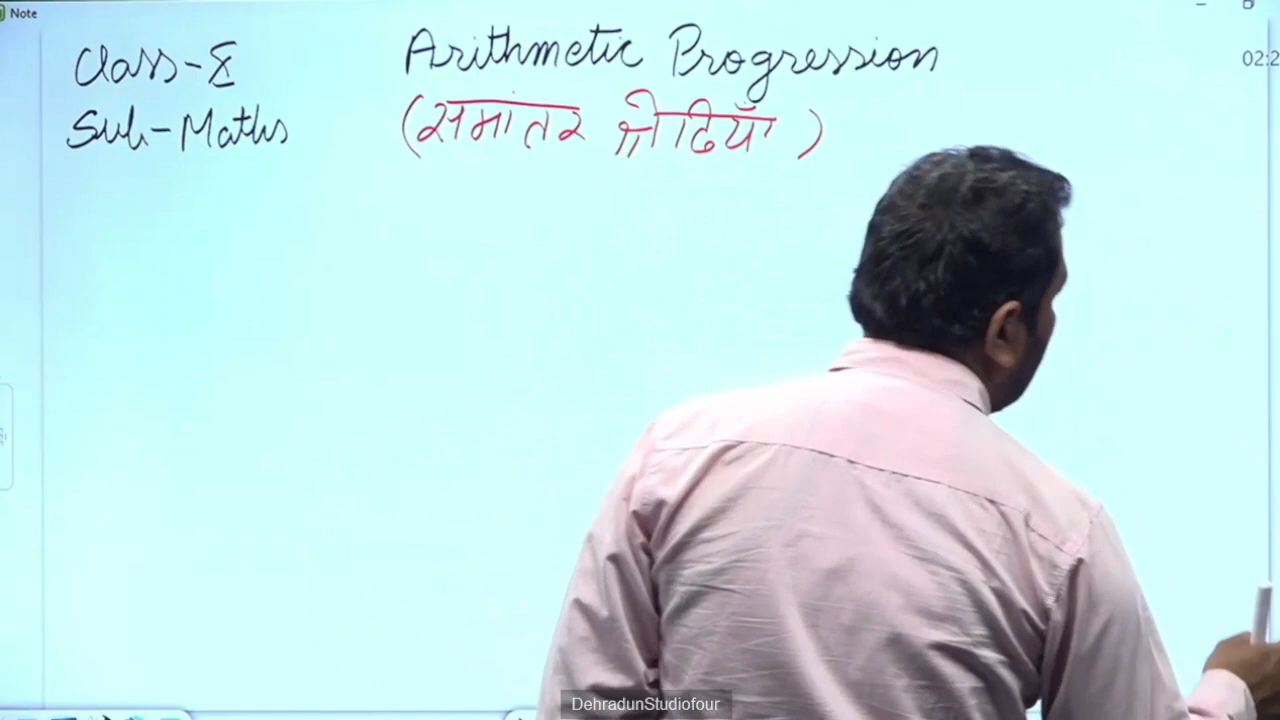 Note
02:2
Class-X
Arithmetic Progression
Sub-Maths
(समांतर श्रेढियाँ)
DehradunStudiofour